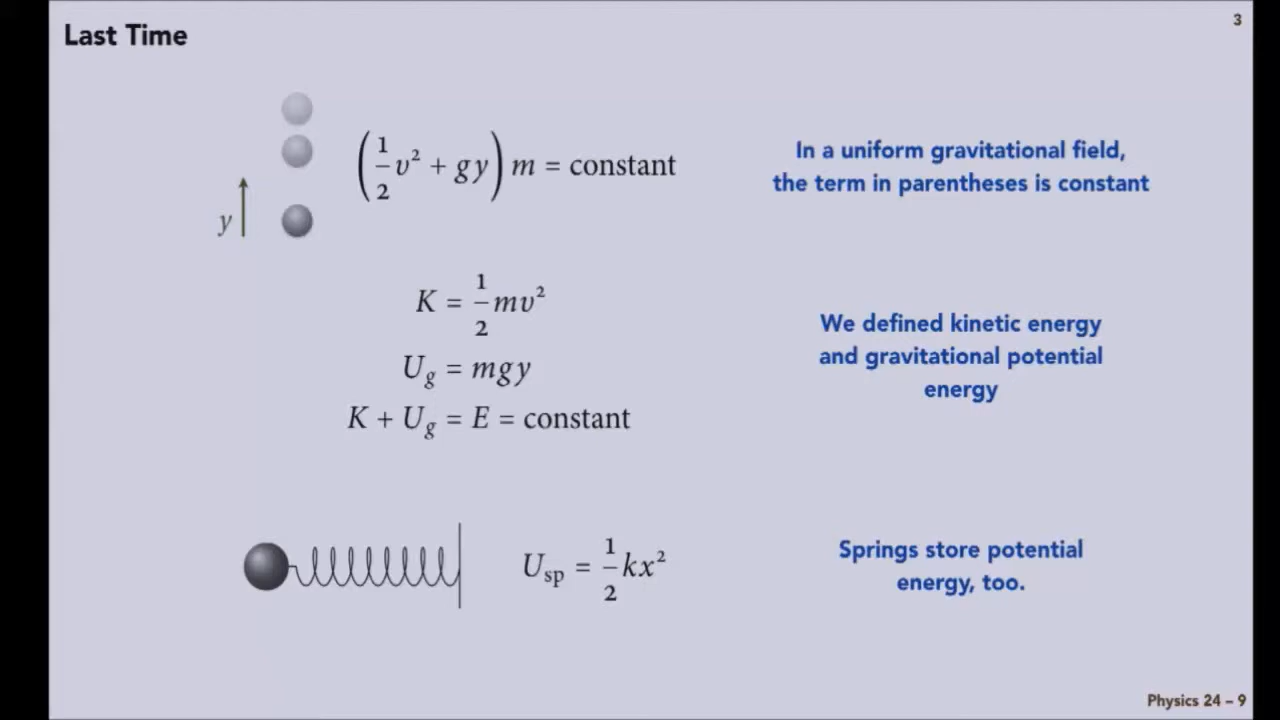 3
Last Time
(1/2 v² + gy) m = constant
In a uniform gravitational field,
the term in parentheses is constant
y
K = 1/2 mv²
U_g = mgy
K + U_g = E = constant
We defined kinetic energy
and gravitational potential
energy
U_sp = 1/2 kx²
Springs store potential
energy, too.
Physics 24 – 9